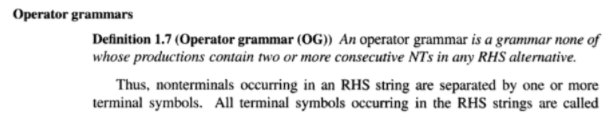 Operator grammars
Definition 1.7 (Operator grammar (OG)) An operator grammar is a grammar none of
whose productions contain two or more consecutive NTs in any RHS alternative.
Thus, nonterminals occurring in an RHS string are separated by one or more
terminal symbols. All terminal symbols occurring in the RHS strings are called